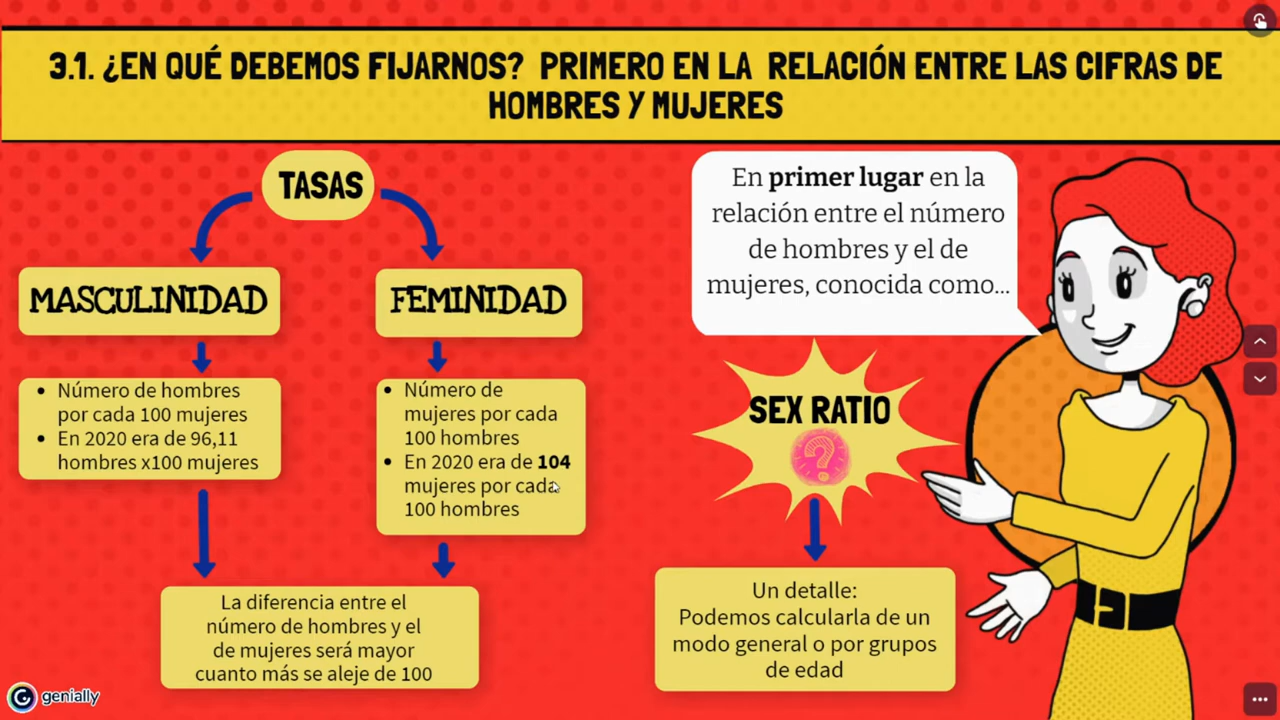 3.1. ¿EN QUÉ DEBEMOS FIJARNOS? PRIMERO EN LA RELACIÓN ENTRE LAS CIFRAS DE
HOMBRES Y MUJERES
TASAS
MASCULINIDAD
• Número de hombres
por cada 100 mujeres
• En 2020 era de 96,11
hombres x100 mujeres
FEMINIDAD
• Número de
mujeres por cada
100 hombres
• En 2020 era de 104
mujeres por cada
100 hombres
La diferencia entre el
número de hombres y el
de mujeres será mayor
cuanto más se aleje de 100
En primer lugar en la
relación entre el número
de hombres y el de
mujeres, conocida como...
SEX RATIO
?
Un detalle:
Podemos calcularla de un
modo general o por grupos
de edad
genially